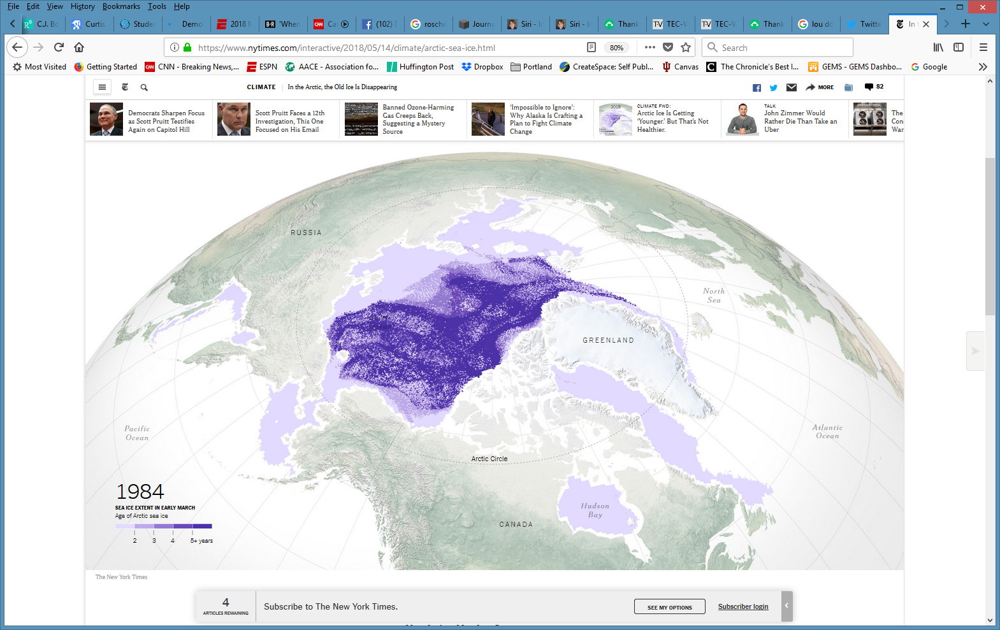 File Edit View History Bookmarks Tools Help
C.J. Bo Curtis Stude Demo 2018 M 'When Ca (102) rosche Journa Siri - I Siri - I Thank TEC-V TEC-V Thank lou do Twitte In t
https://www.nytimes.com/interactive/2018/05/14/climate/arctic-sea-ice.html 80% Search
Most Visited Getting Started CNN - Breaking News,... ESPN AACE - Association fo... Huffington Post Dropbox Portland CreateSpace: Self Publ... Canvas The Chronicle's Best I... GEMS - GEMS Dashbo... Google
CLIMATE In the Arctic, the Old Ice Is Disappearing MORE 82
Democrats Sharpen Focus
as Scott Pruitt Testifies
Again on Capitol Hill
Scott Pruitt Faces a 12th
Investigation, This One
Focused on His Email
Banned Ozone-Harming
Gas Creeps Back,
Suggesting a Mystery
Source
'Impossible to Ignore':
Why Alaska Is Crafting a
Plan to Fight Climate
Change
2018
CLIMATE FWD:
Arctic Ice Is Getting
'Younger.' But That's Not
Healthier.
TALK
John Zimmer Would
Rather Die Than Take an
Uber
The
Con
War
RUSSIA
North
Sea
Ocean
GREENLAND
Pacific
Ocean
Atlantic
Ocean
Arctic Circle
Hudson
Bay
CANADA
1984
SEA ICE EXTENT IN EARLY MARCH
Age of Arctic sea ice
2 3 4 5+ years
The New York Times
4
ARTICLES REMAINING
Subscribe to The New York Times.
SEE MY OPTIONS
Subscriber login